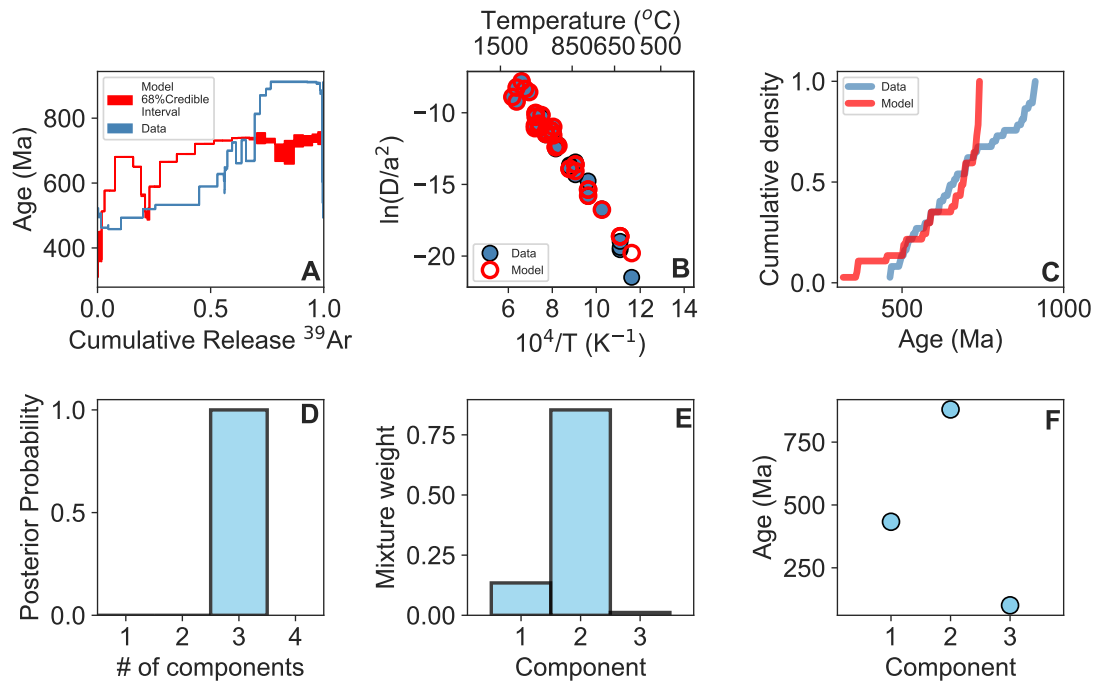 Temperature (°C)
1500 850 650 500
Age (Ma)
800
600
400
Model
68%Credible
Interval
Data
A
0.0 0.5 1.0
Cumulative Release ³⁹Ar
ln(D/a²)
−10
−15
−20
Data
Model
B
6 8 10 12 14
10⁴/T (K⁻¹)
Cumulative density
1.0
0.5
0.0
Data
Model
C
500 1000
Age (Ma)
Posterior Probability
1.0
0.5
0.0
D
1 2 3 4
# of components
Mixture weight
0.75
0.50
0.25
0.00
E
1 2 3
Component
Age (Ma)
750
500
250
F
1 2 3
Component